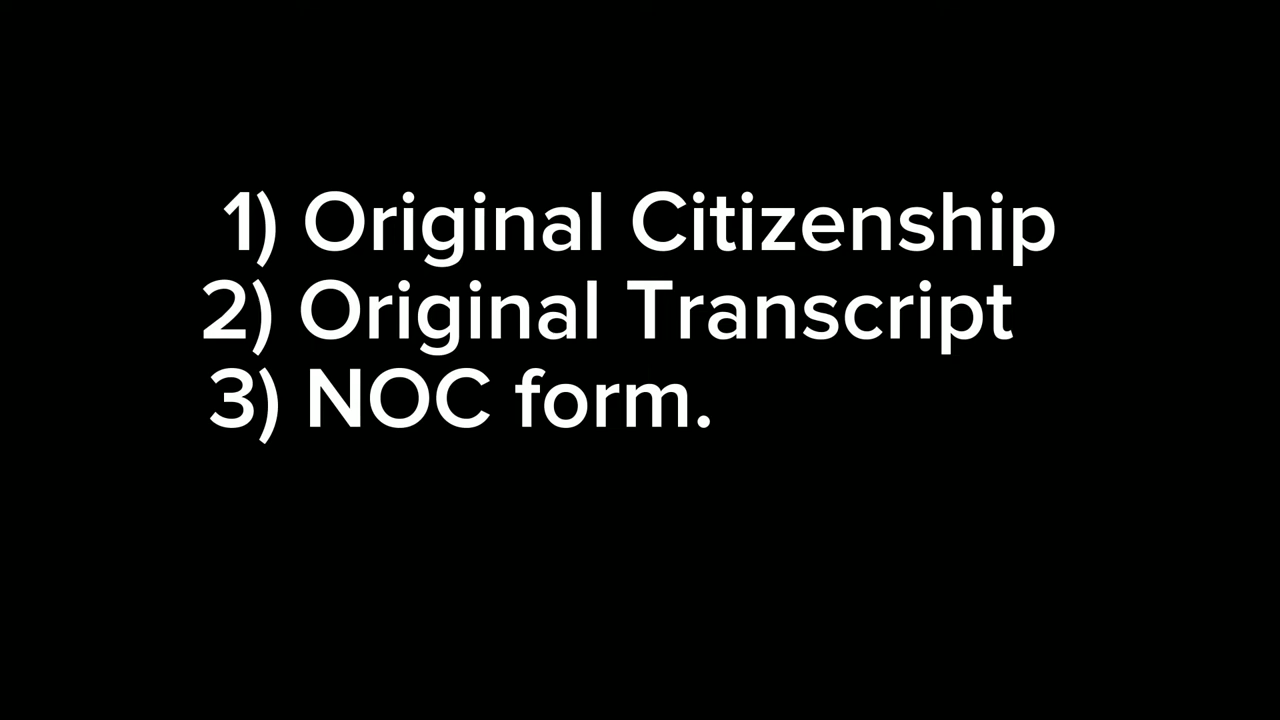 1) Original Citizenship
2) Original Transcript
3) NOC form.